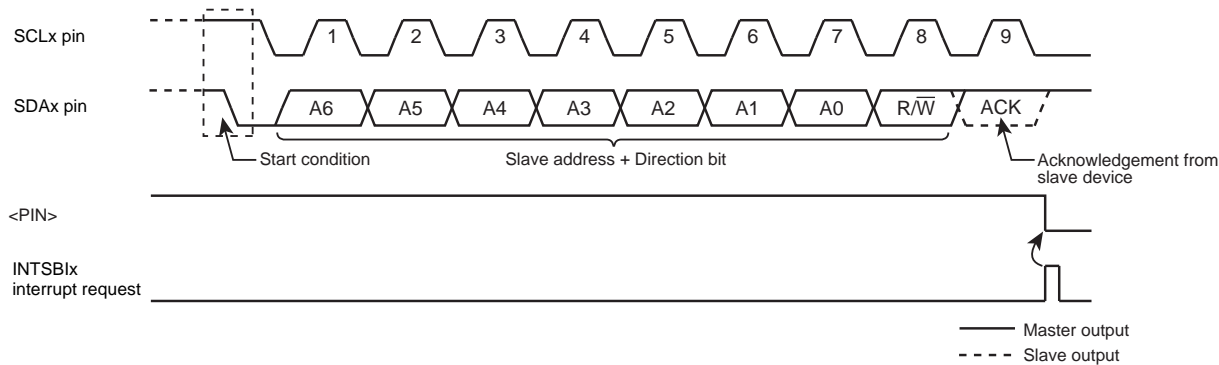 SCLx pin
1 2 3 4 5 6 7 8 9
SDAx pin
A6 A5 A4 A3 A2 A1 A0 R/W̅ ACK
Start condition
Slave address + Direction bit
Acknowledgement from
slave device
<PIN>
INTSBIx
interrupt request
Master output
Slave output